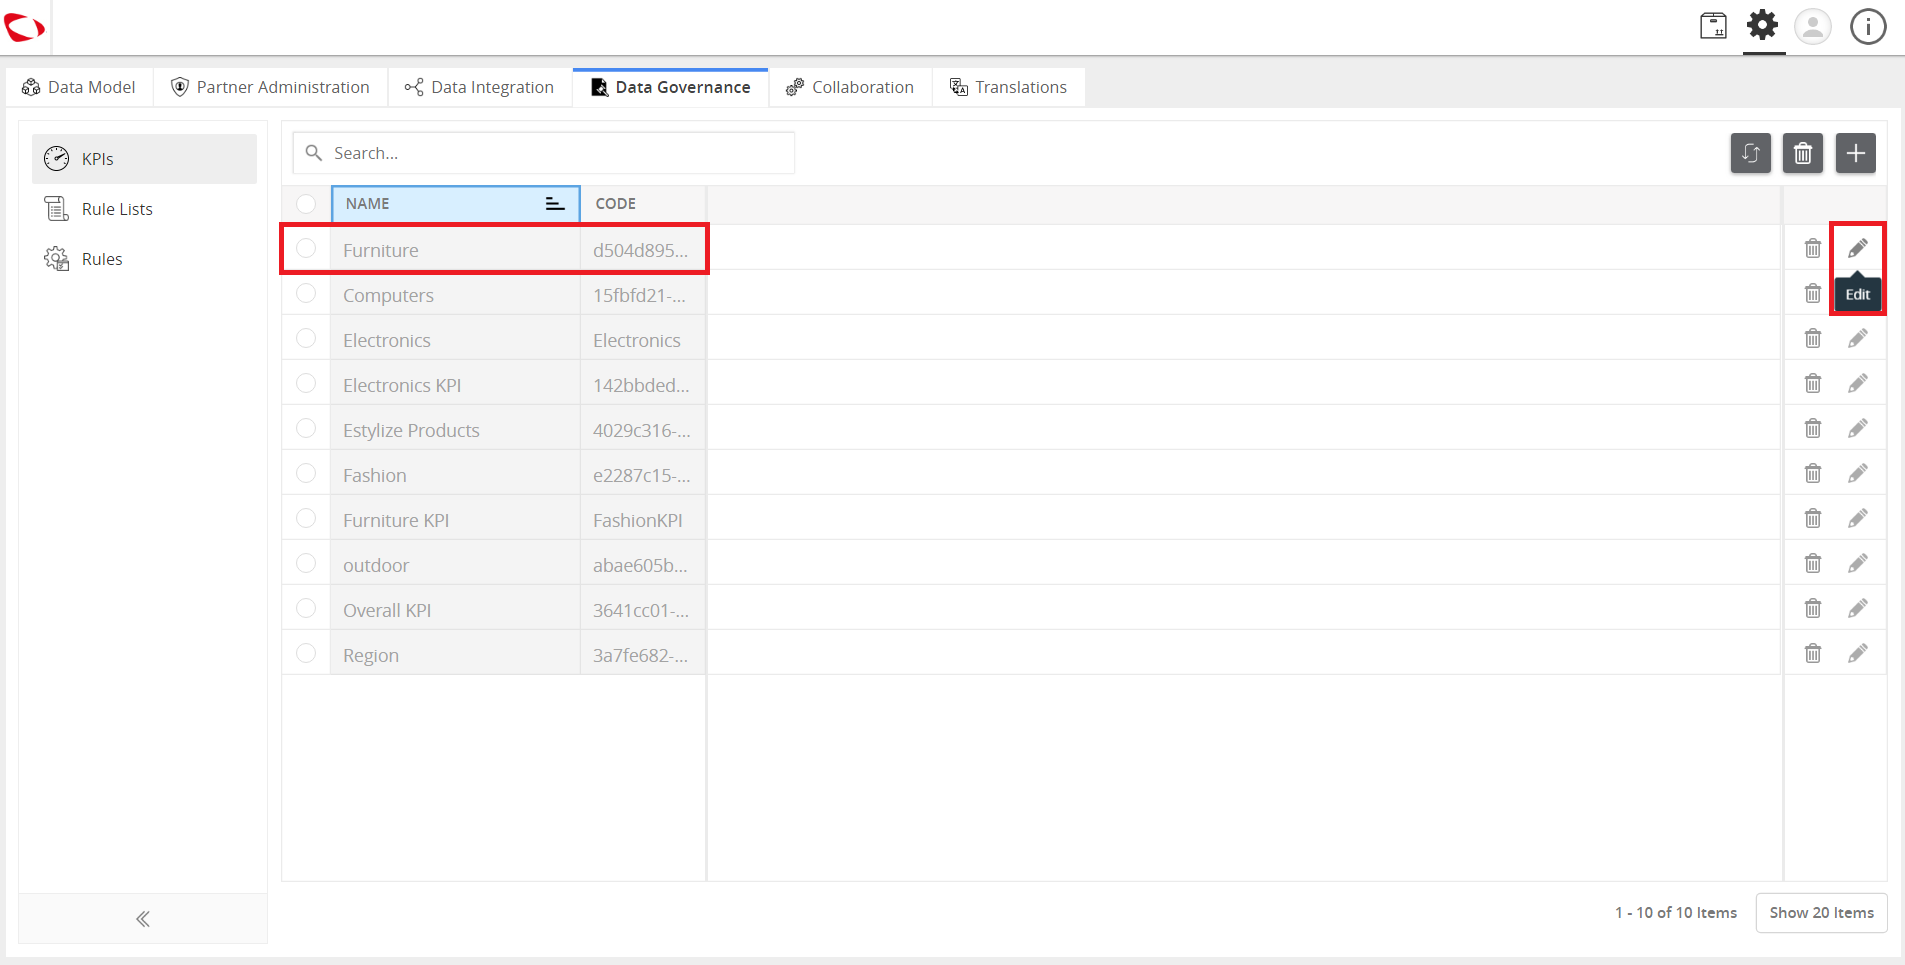 Data Model Partner Administration Data Integration Data Governance Collaboration Translations
KPIs
Rule Lists
Rules
Search...
NAME CODE
Furniture d504d895...
Computers 15fbfd21-...
Edit
Electronics Electronics
Electronics KPI 142bbded...
Estylize Products 4029c316-...
Fashion e2287c15-...
Furniture KPI FashionKPI
outdoor abae605b...
Overall KPI 3641cc01-...
Region 3a7fe682-...
1 - 10 of 10 Items Show 20 Items